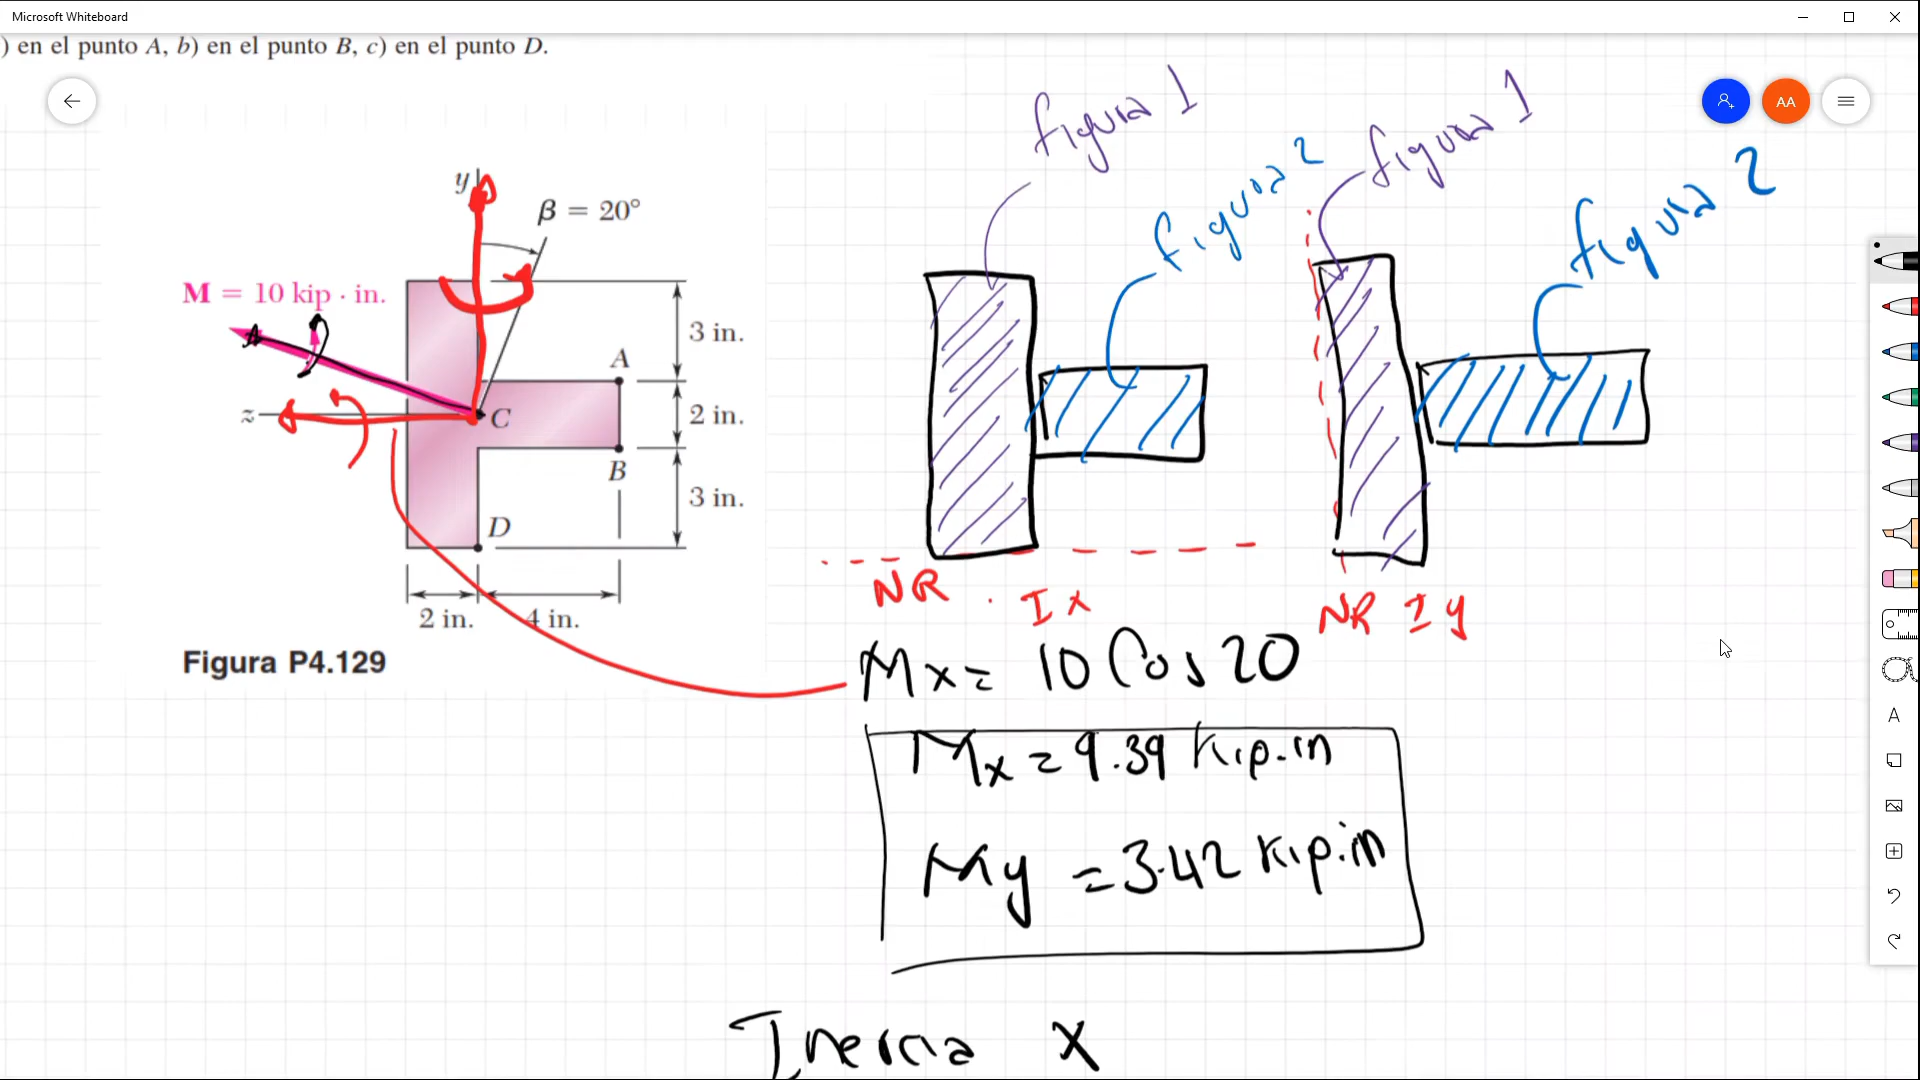 Microsoft Whiteboard
) en el punto A, b) en el punto B, c) en el punto D.
AA
figura 1
figura 2
figura 1
figura 2
y
β = 20°
M = 10 kip · in.
3 in.
A
z
C
2 in.
B
3 in.
D
2 in.
4 in.
NR . Ix
NR Iy
Figura P4.129
Mx= 10 Cos 20
Mx = 9.39 Kip.in
My = 3.42 Kip.in
Inercia x
A